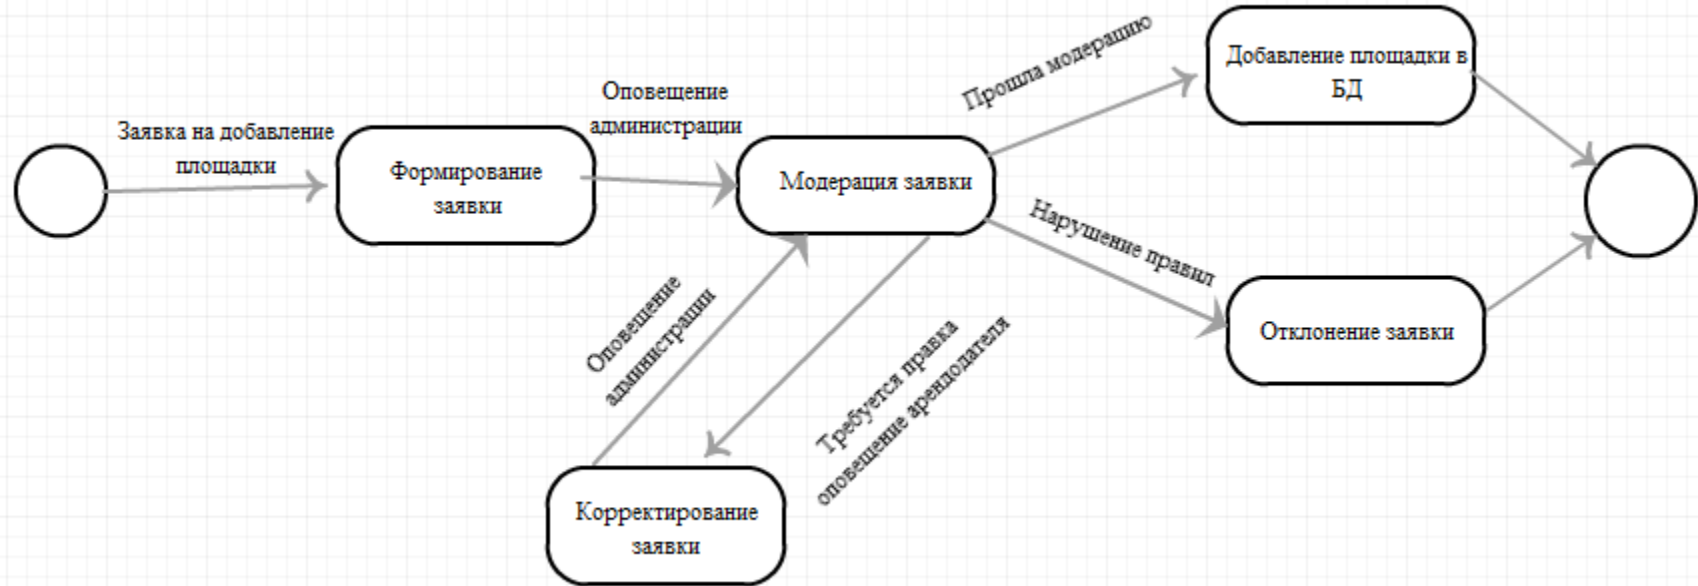 Заявка на добавление
площадки
Формирование
заявки
Оповещение
администрации
Модерация заявки
Прошла модерацию
Добавление площадки в
БД
Нарушение правил
Отклонение заявки
Оповещение
администрации
Требуется правка
оповещение арендодателя
Корректирование
заявки